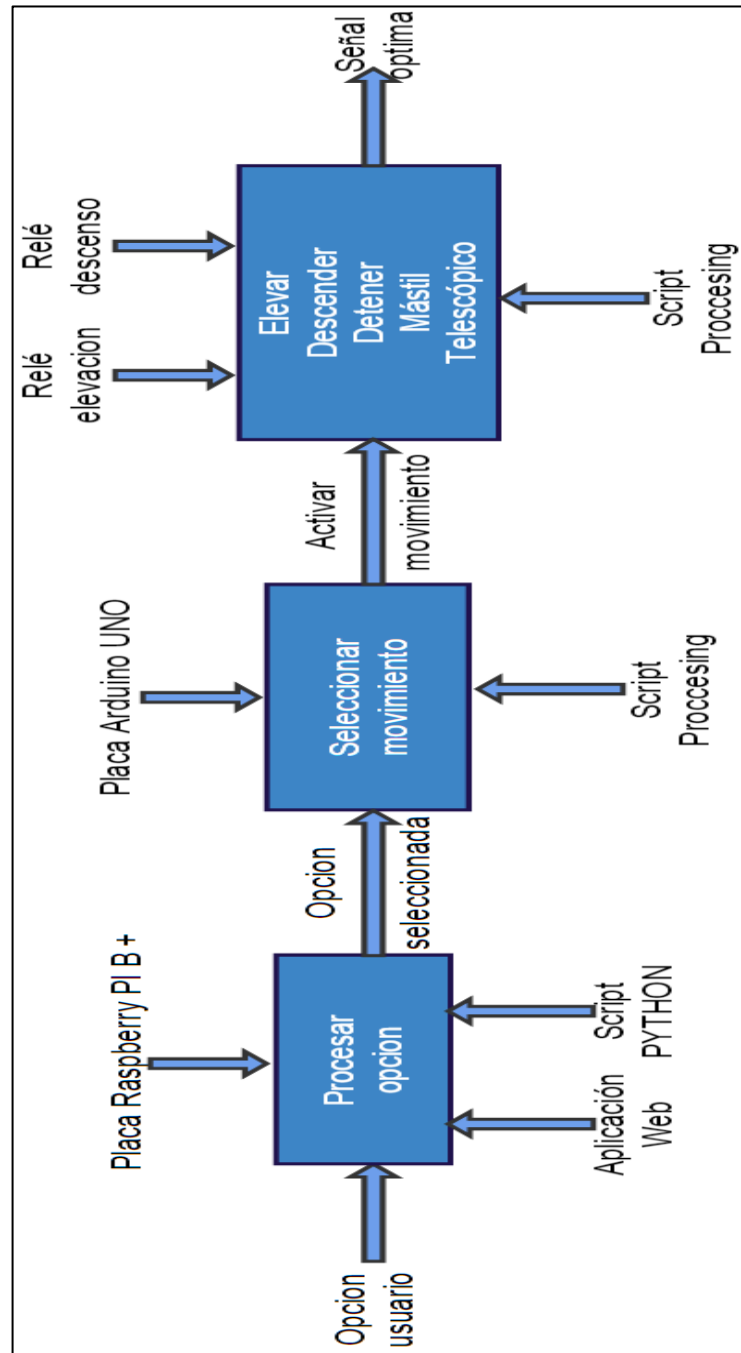 Opcion
usuario
Placa Raspberry PI B +
Procesar
opcion
Aplicación
Web
Script
PYTHON
Opcion
seleccionada
Placa Arduino UNO
Seleccionar
movimiento
Script
Proccesing
Activar
movimiento
Relé
elevacion
Relé
descenso
Elevar
Descender
Detener
Mástil
Telescópico
Script
Proccesing
Señal
optima